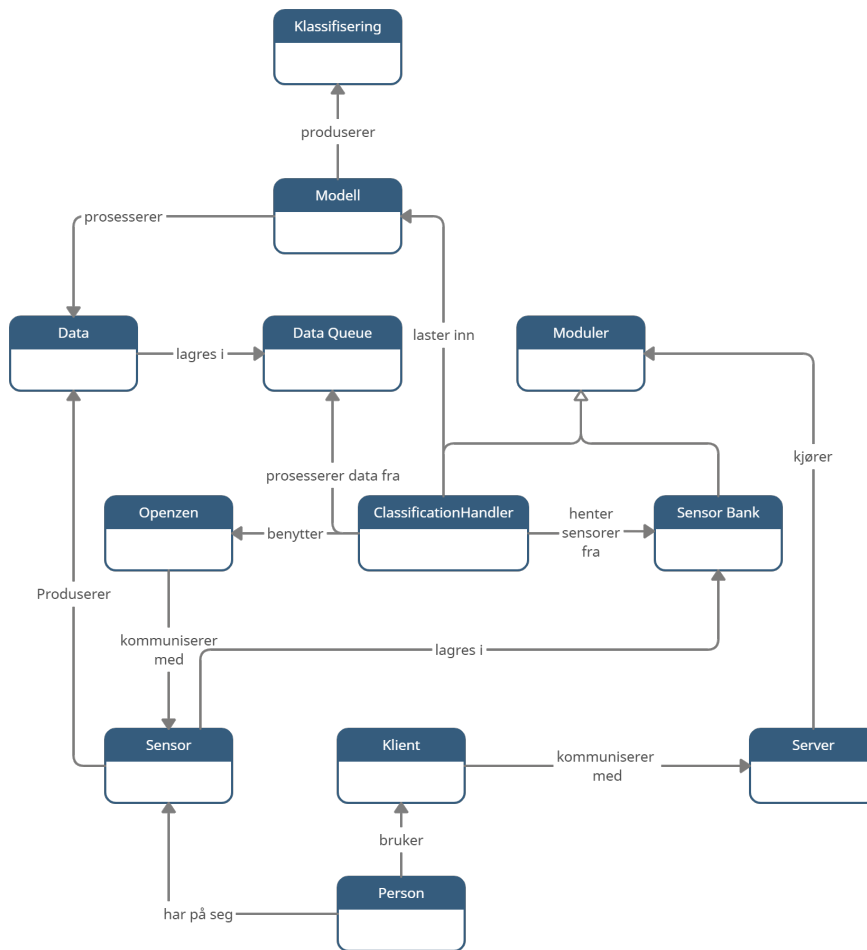 Klassifisering
produserer
Modell
prosesserer
Data
Data Queue
Moduler
lagres i
laster inn
kjører
prosesserer data fra
Openzen
ClassificationHandler
Sensor Bank
benytter
henter
sensorer
fra
Produserer
kommuniserer
med
lagres i
Sensor
Klient
Server
kommuniserer
med
bruker
Person
har på seg